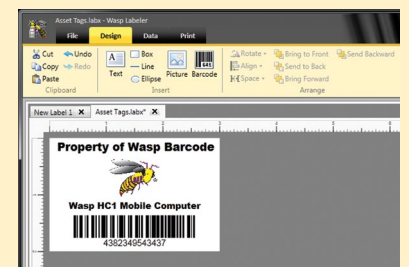 Asset Tags.labx - Wasp Labeler
File Design Data Print
Cut Undo Box Rotate Bring to Front Send Backward
Copy Redo Line Align Send to Back
Paste Text Ellipse Picture Barcode Space Bring Forward
Clipboard Insert Arrange
New Label 1 X Asset Tags.labx* X
Property of Wasp Barcode
Wasp HC1 Mobile Computer
4382349543437